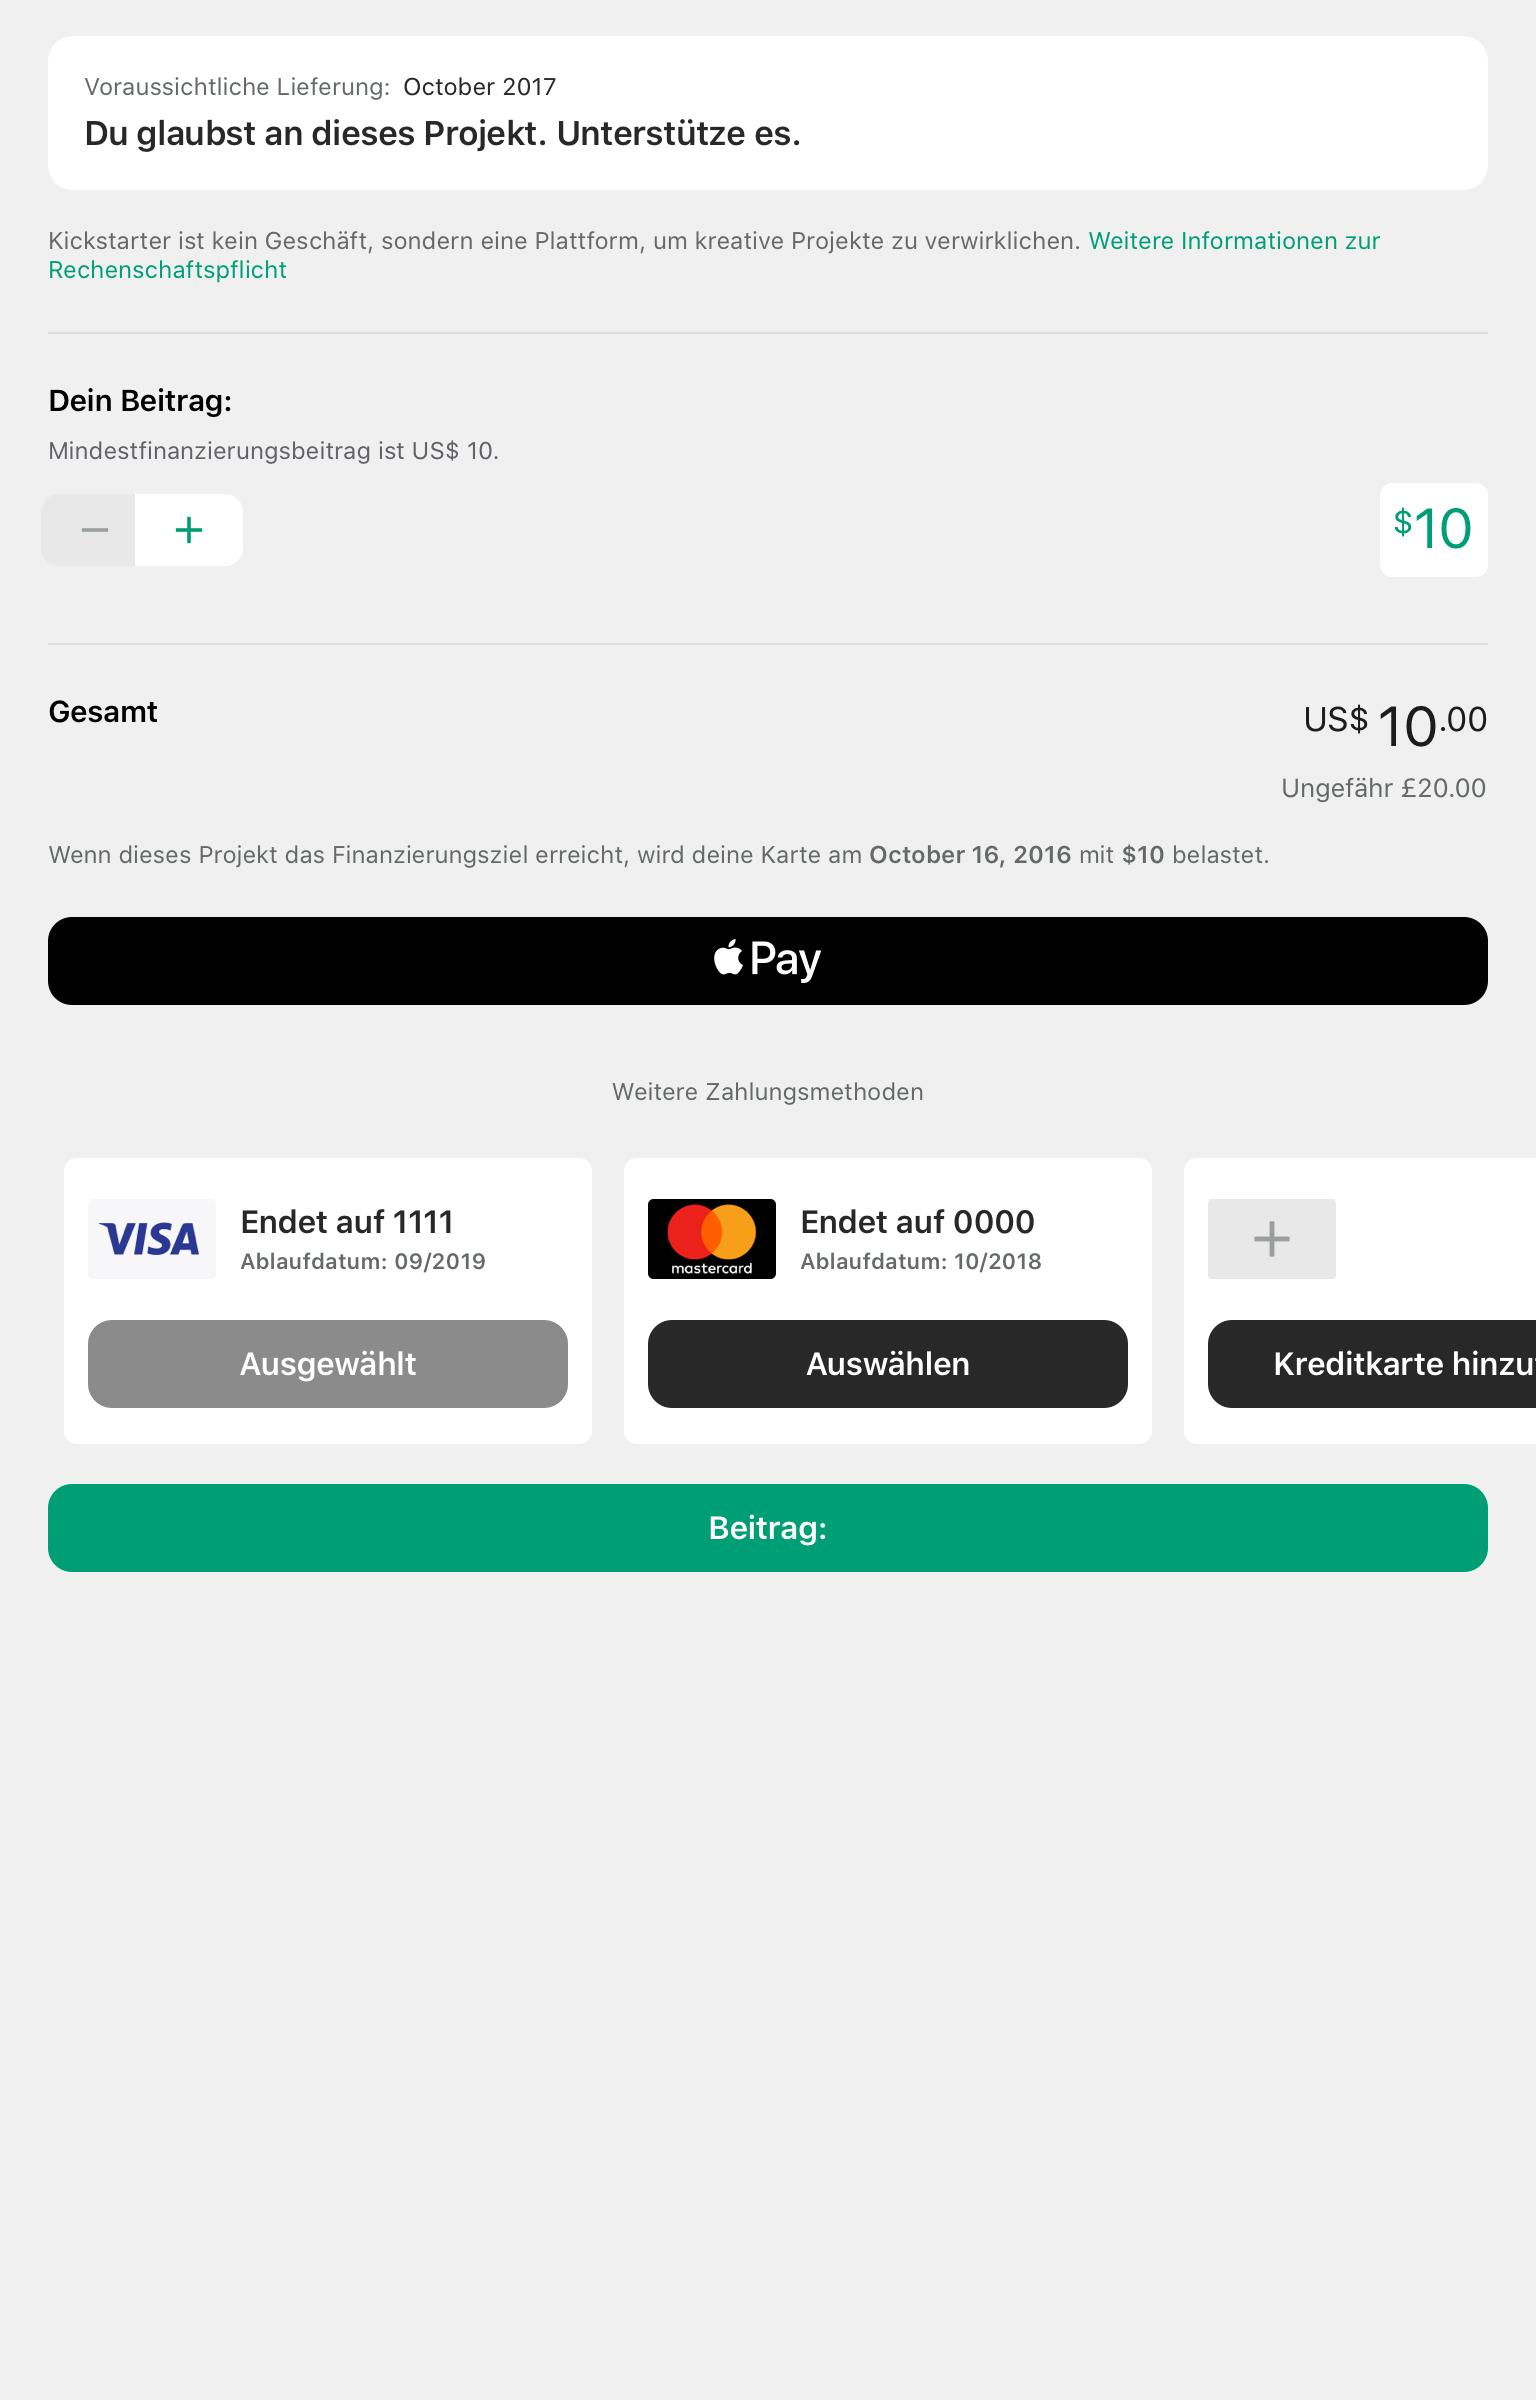 Voraussichtliche Lieferung: October 2017
Du glaubst an dieses Projekt. Unterstütze es.
Kickstarter ist kein Geschäft, sondern eine Plattform, um kreative Projekte zu verwirklichen. Weitere Informationen zur
Rechenschaftspflicht
Dein Beitrag:
Mindestfinanzierungsbeitrag ist US$ 10.
$10
Gesamt
US$ 10.00
Ungefähr £20.00
Wenn dieses Projekt das Finanzierungsziel erreicht, wird deine Karte am October 16, 2016 mit $10 belastet.
Pay
Weitere Zahlungsmethoden
VISA
Endet auf 1111
Ablaufdatum: 09/2019
Ausgewählt
mastercard
Endet auf 0000
Ablaufdatum: 10/2018
Auswählen
Kreditkarte
Beitrag: